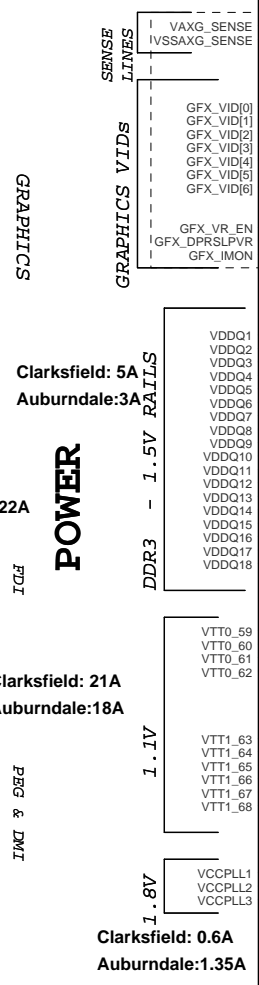 SENSE
LINES
VAXG_SENSE
VSSAXG_SENSE
GRAPHICS VIDs
GFX_VID[0]
GFX_VID[1]
GFX_VID[2]
GFX_VID[3]
GFX_VID[4]
GFX_VID[5]
GFX_VID[6]
GFX_VR_EN
GFX_DPRSLPVR
GFX_IMON
GRAPHICS
DDR3 - 1.5V RAILS
VDDQ1
VDDQ2
VDDQ3
VDDQ4
VDDQ5
VDDQ6
VDDQ7
VDDQ8
VDDQ9
VDDQ10
VDDQ11
VDDQ12
VDDQ13
VDDQ14
VDDQ15
VDDQ16
VDDQ17
VDDQ18
Clarksfield: 5A
Auburndale:3A
22A
POWER
FDI
VTT0_59
VTT0_60
VTT0_61
VTT0_62
Clarksfield: 21A
Auburndale:18A
1.1V
VTT1_63
VTT1_64
VTT1_65
VTT1_66
VTT1_67
VTT1_68
PEG & DMI
1.8V
VCCPLL1
VCCPLL2
VCCPLL3
Clarksfield: 0.6A
Auburndale:1.35A